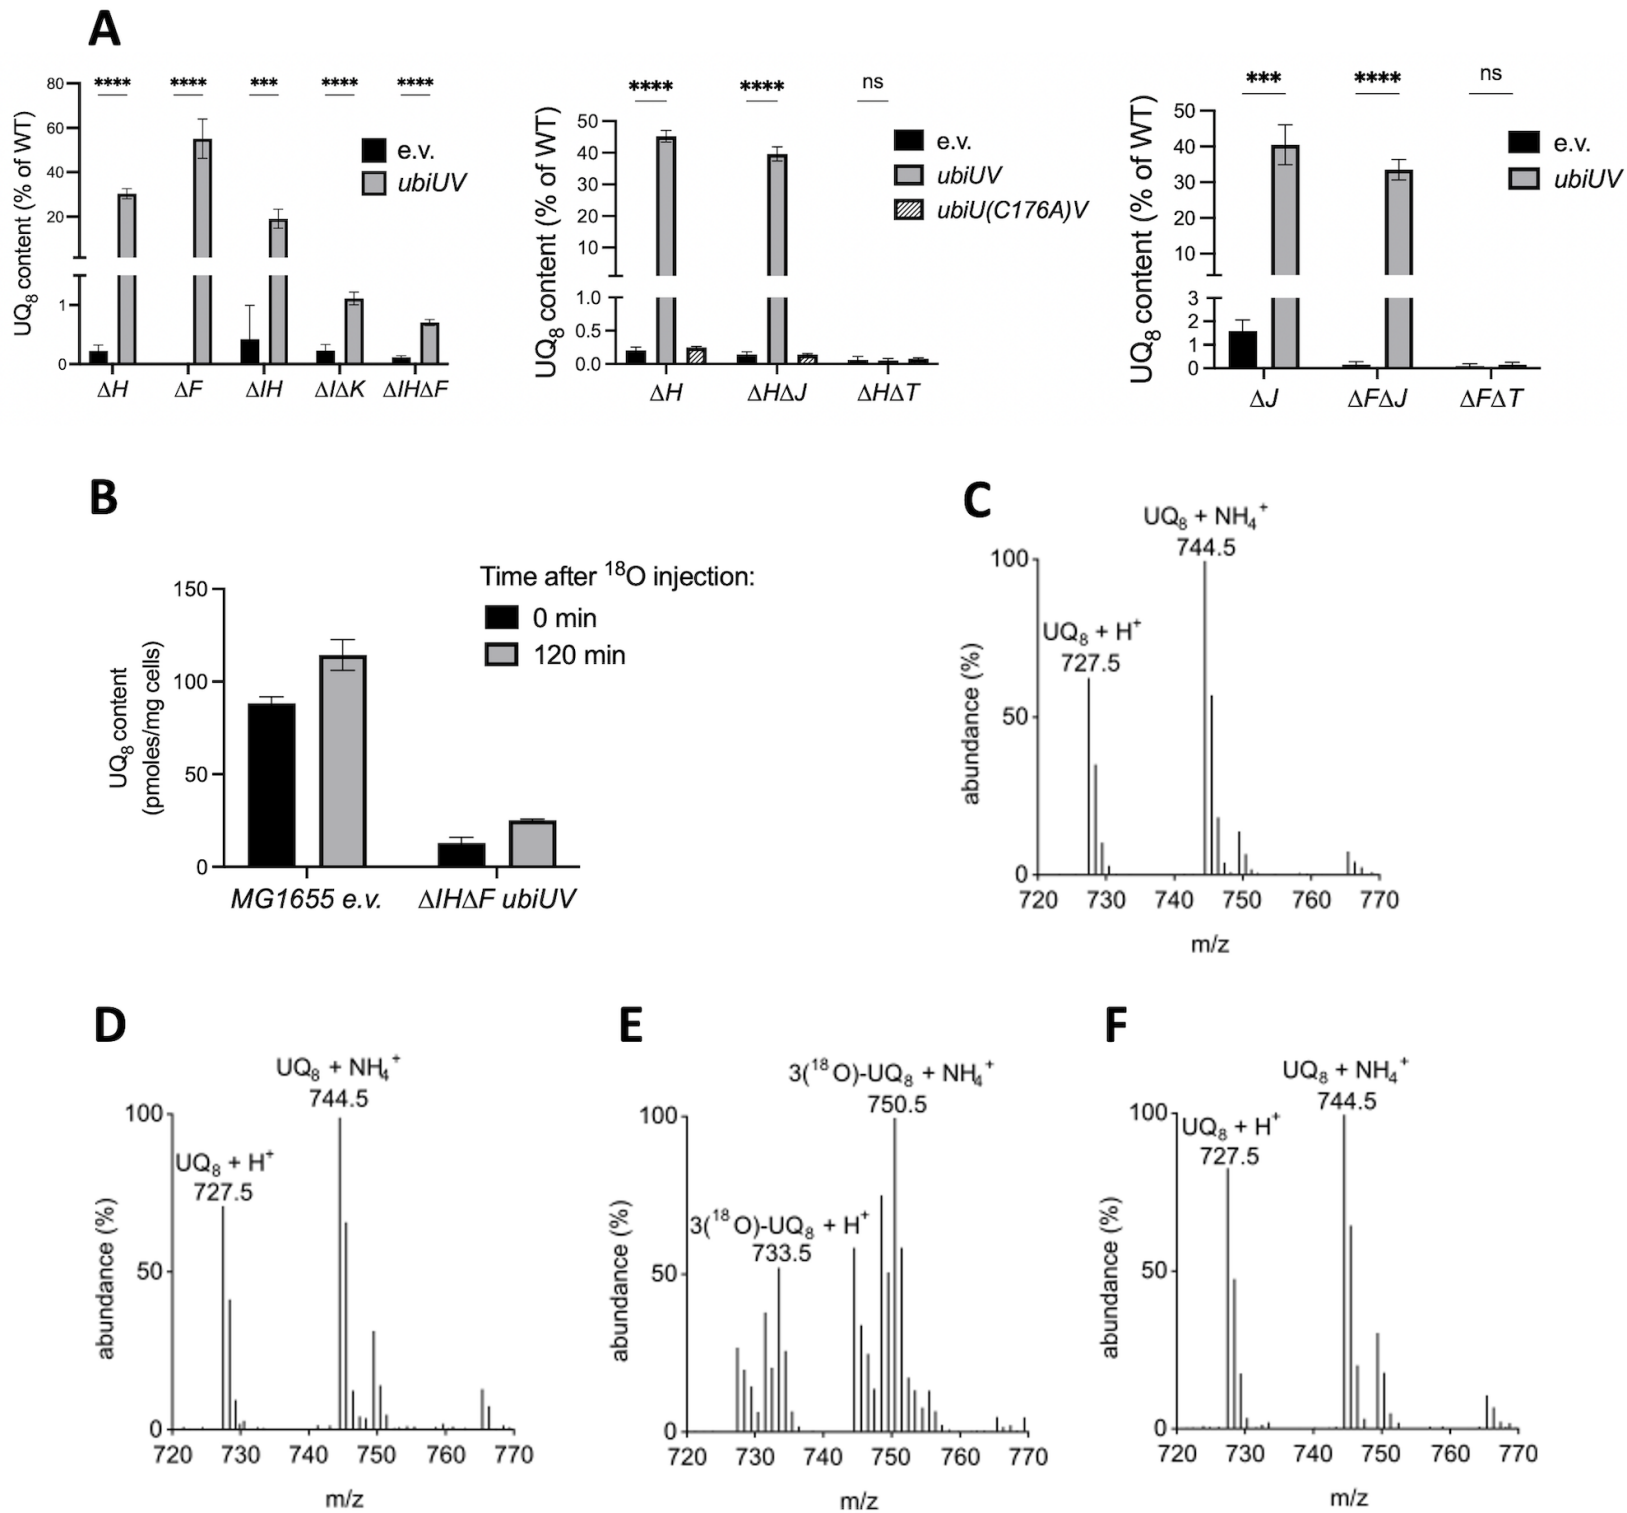 A
**** **** *** **** ****
80
60
40
20
1
0
UQ8 content (% of WT)
e.v.
ubiUV
ΔH ΔF ΔIH ΔIΔK ΔIHΔF
**** **** ns
50
40
30
20
10
1.0
0.5
0.0
UQ8 content (% of WT)
e.v.
ubiUV
ubiU(C176A)V
ΔH ΔHΔJ ΔHΔT
*** **** ns
50
40
30
20
10
3
2
1
0
UQ8 content (% of WT)
e.v.
ubiUV
ΔJ ΔFΔJ ΔFΔT
B
150
100
50
0
UQ8 content
(pmoles/mg cells)
Time after 18O injection:
0 min
120 min
MG1655 e.v. ΔIHΔF ubiUV
C
UQ8 + NH4+
744.5
UQ8 + H+
727.5
100
50
0
abundance (%)
720 730 740 750 760 770
m/z
D
UQ8 + NH4+
744.5
UQ8 + H+
727.5
100
50
0
abundance (%)
720 730 740 750 760 770
m/z
E
3(18O)-UQ8 + NH4+
750.5
3(18O)-UQ8 + H+
733.5
100
50
0
abundance (%)
720 730 740 750 760 770
m/z
F
UQ8 + NH4+
744.5
UQ8 + H+
727.5
100
50
0
abundance (%)
720 730 740 750 760 770
m/z